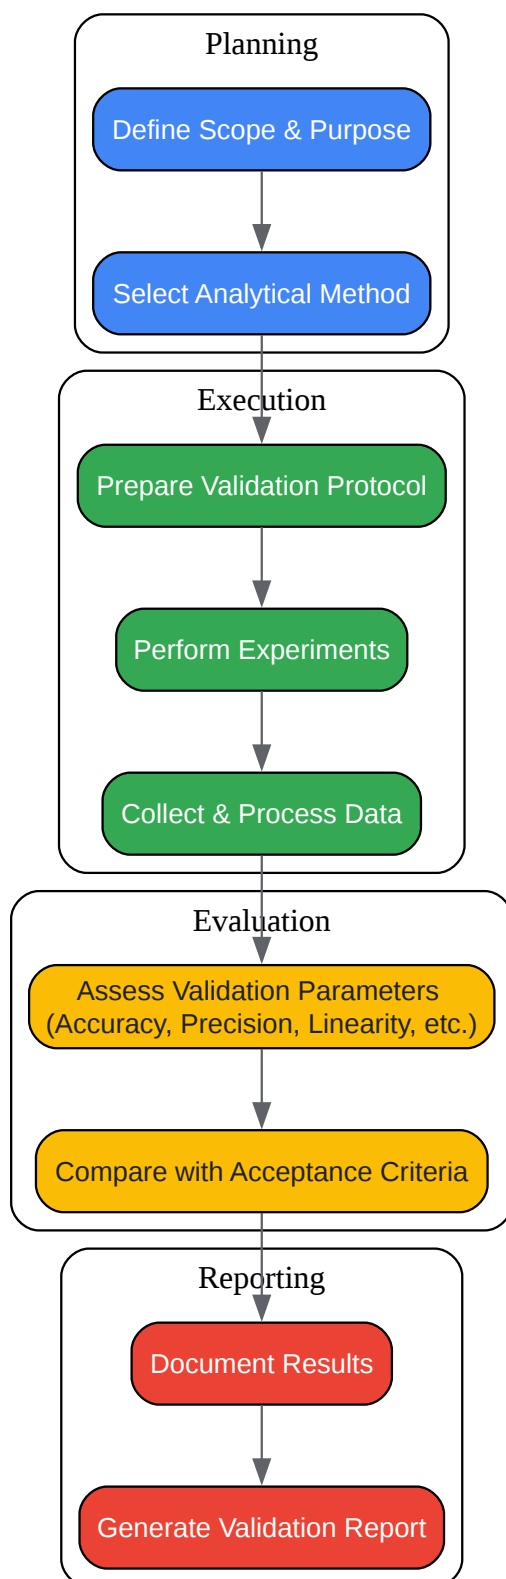 Planning
Define Scope & Purpose
Select Analytical Method
Execution
Prepare Validation Protocol
Perform Experiments
Collect & Process Data
Evaluation
Assess Validation Parameters
(Accuracy, Precision, Linearity, etc.)
Compare with Acceptance Criteria
Reporting
Document Results
Generate Validation Report